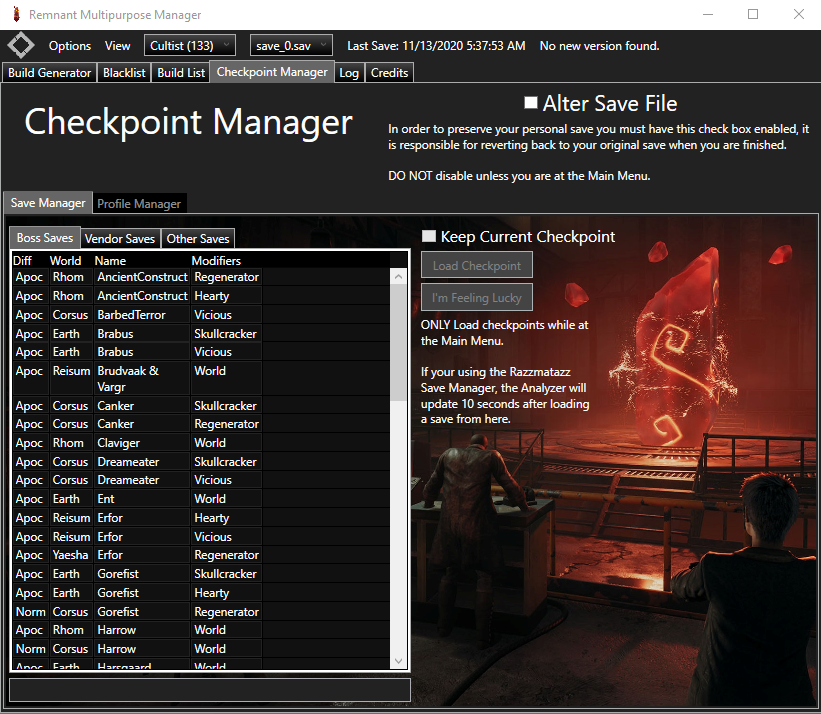 Remnant Multipurpose Manager
Options View Cultist (133) save_0.sav Last Save: 11/13/2020 5:37:53 AM No new version found.
Build Generator Blacklist Build List Checkpoint Manager Log Credits
Checkpoint Manager
Alter Save File
In order to preserve your personal save you must have this check box enabled, it
is responsible for reverting back to your original save when you are finished.
DO NOT disable unless you are at the Main Menu.
Save Manager Profile Manager
Boss Saves Vendor Saves Other Saves
Diff World Name Modifiers
Apoc Rhom AncientConstruct Regenerator
Apoc Rhom AncientConstruct Hearty
Apoc Corsus BarbedTerror Vicious
Apoc Earth Brabus Skullcracker
Apoc Earth Brabus Vicious
Apoc Reisum Brudvaak & World
Vargr
Apoc Corsus Canker Skullcracker
Apoc Corsus Canker Regenerator
Apoc Rhom Claviger World
Apoc Corsus Dreameater Skullcracker
Apoc Corsus Dreameater Vicious
Apoc Earth Ent World
Apoc Reisum Erfor Hearty
Apoc Reisum Erfor Vicious
Apoc Yaesha Erfor Regenerator
Apoc Earth Gorefist Skullcracker
Apoc Earth Gorefist Hearty
Norm Corsus Gorefist Regenerator
Apoc Rhom Harrow World
Norm Corsus Harrow World
Apoc Earth Harsgaard World
Keep Current Checkpoint
Load Checkpoint
I'm Feeling Lucky
ONLY Load checkpoints while at
the Main Menu.
If your using the Razzmatazz
Save Manager, the Analyzer will
update 10 seconds after loading
a save from here.